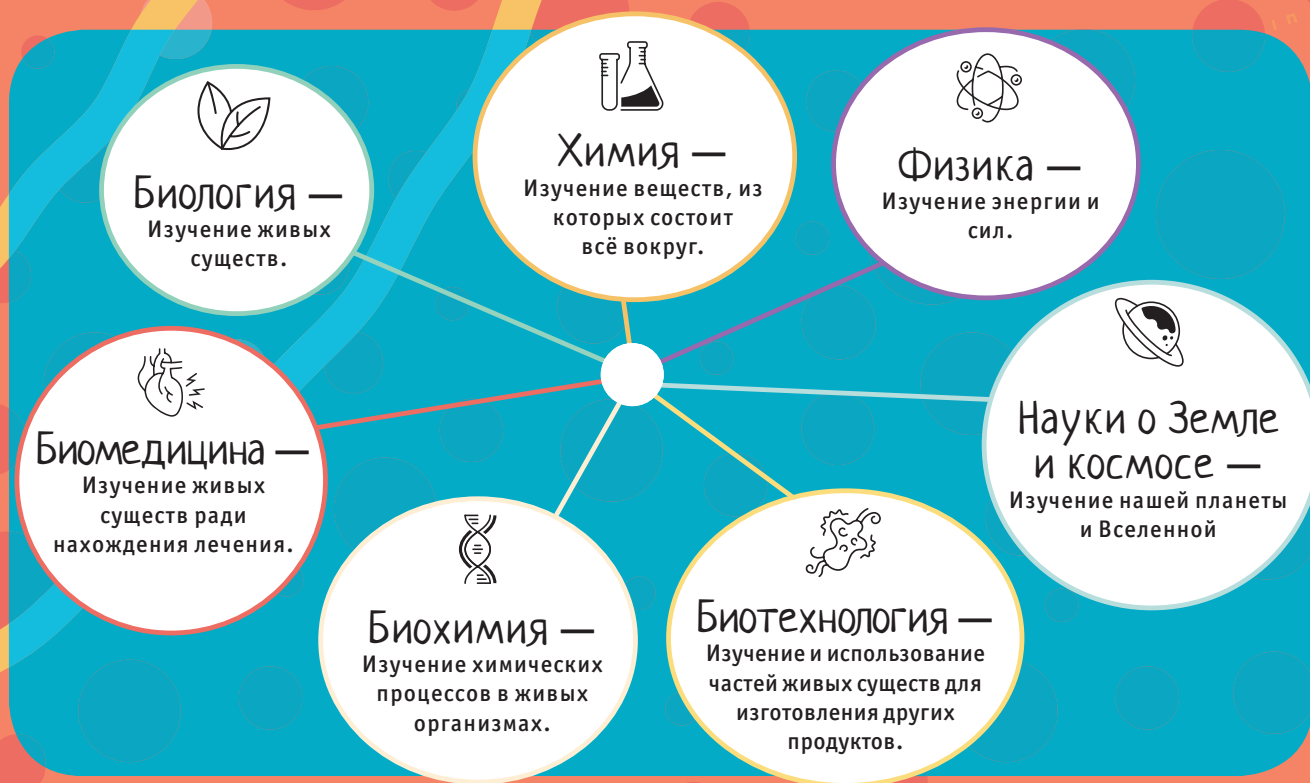 Биология —
Изучение живых
существ.
Химия —
Изучение веществ, из
которых состоит
всё вокруг.
Физика —
Изучение энергии и
сил.
Науки о Земле
и космосе —
Изучение нашей планеты
и Вселенной
Биомедицина —
Изучение живых
существ ради
нахождения лечения.
Биохимия —
Изучение химических
процессов в живых
организмах.
Биотехнология —
Изучение и использование
частей живых существ для
изготовления других
продуктов.